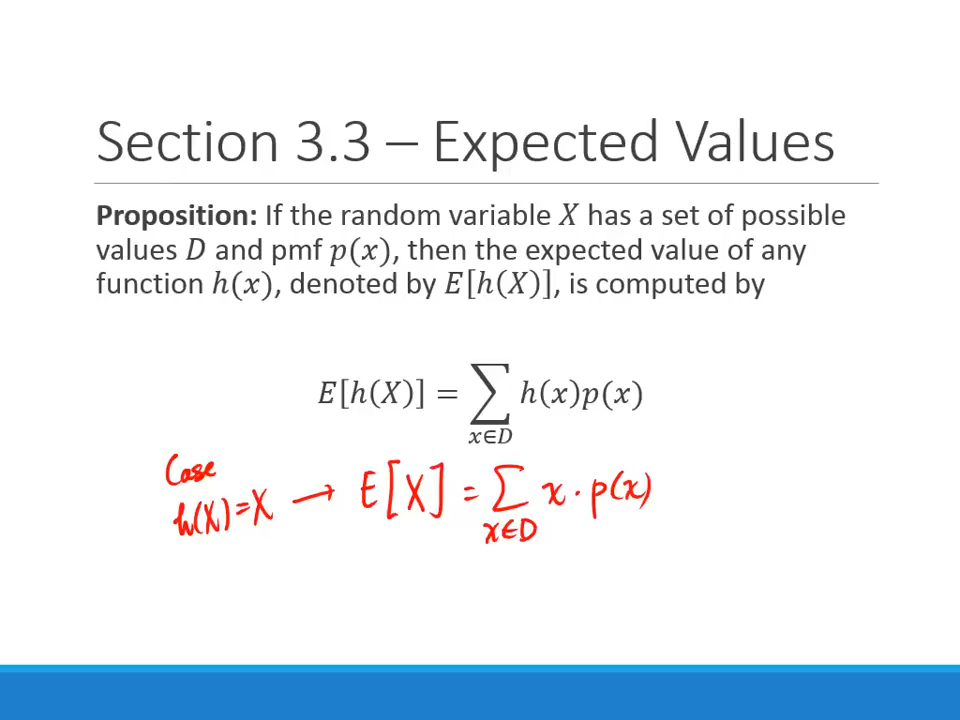 Section 3.3 – Expected Values
Proposition: If the random variable 𝑋 has a set of possible
values 𝐷 and pmf 𝑝(𝑥), then the expected value of any
function ℎ(𝑥), denoted by 𝐸[ℎ(𝑋)], is computed by
𝐸[ℎ(𝑋)] = ∑ ℎ(𝑥)𝑝(𝑥)
𝑥∈𝐷
Case
h(X)=X → E[X] = ∑ x · p(x)
x∈D